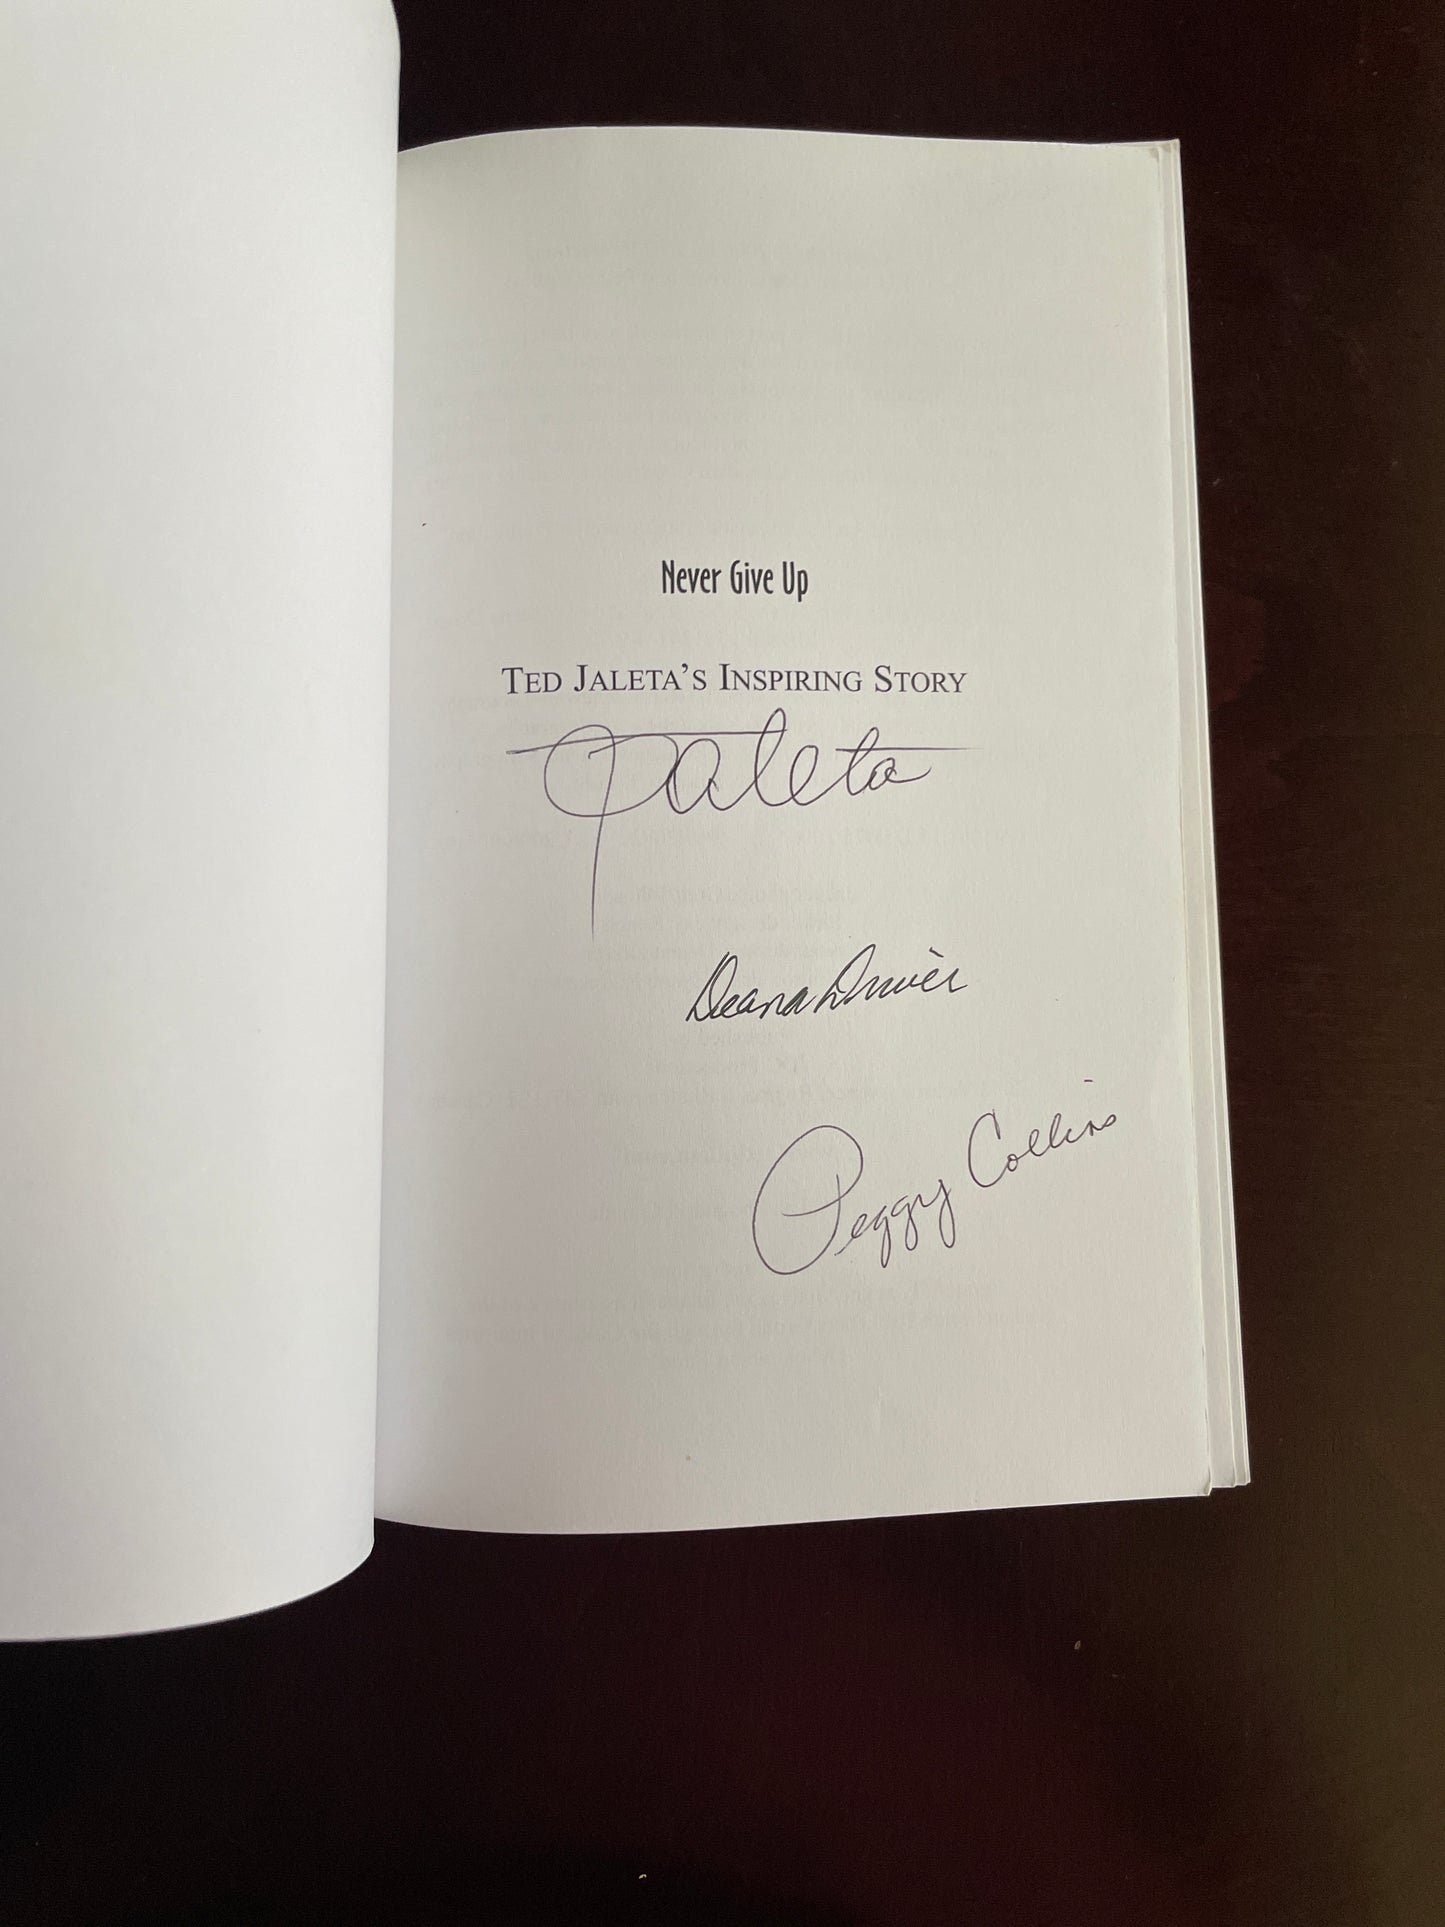 Never Give Up
TED JALETA'S INSPIRING STORY
Jaleta
Deana Driver
Peggy Collins